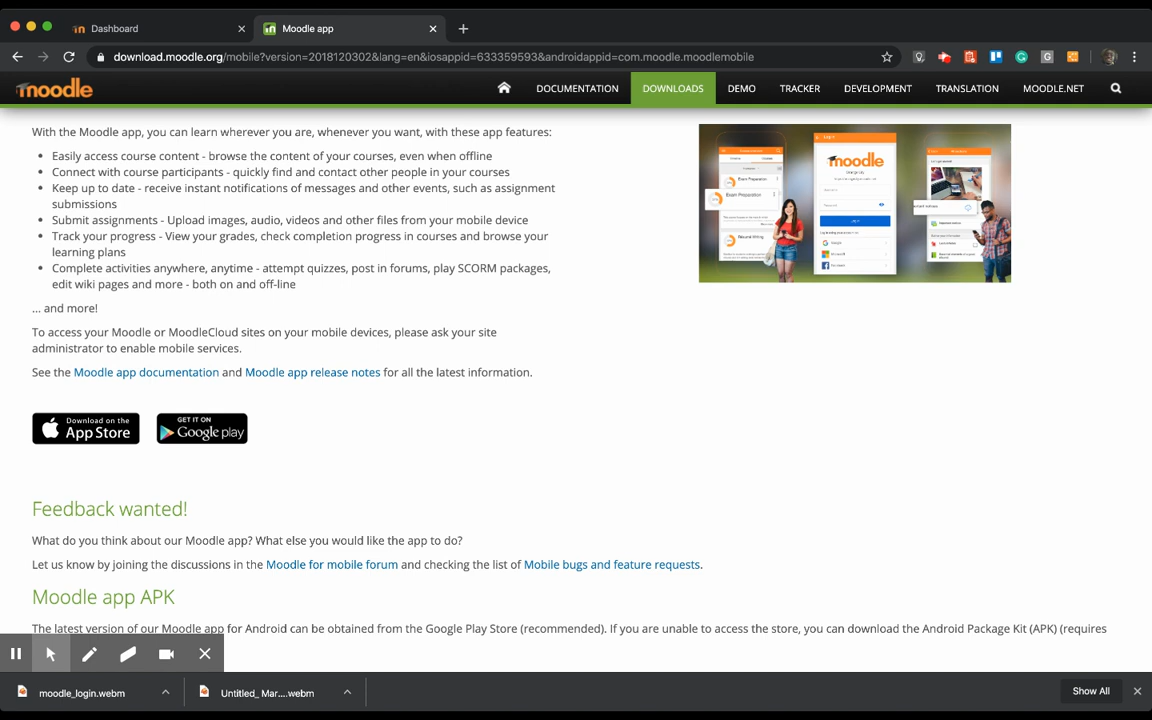 Dashboard
Moodle app
download.moodle.org/mobile?version=2018120302&lang=en&iosappid=633359593&androidappid=com.moodle.moodlemobile
moodle
DOCUMENTATION
DOWNLOADS
DEMO
TRACKER
DEVELOPMENT
TRANSLATION
MOODLE.NET
With the Moodle app, you can learn wherever you are, whenever you want, with these app features:
• Easily access course content - browse the content of your courses, even when offline
• Connect with course participants - quickly find and contact other people in your courses
• Keep up to date - receive instant notifications of messages and other events, such as assignment
submissions
• Submit assignments - Upload images, audio, videos and other files from your mobile device
• Track your progress - View your grades, check completion progress in courses and browse your
learning plans
• Complete activities anywhere, anytime - attempt quizzes, post in forums, play SCORM packages,
edit wiki pages and more - both on and off-line
... and more!
To access your Moodle or MoodleCloud sites on your mobile devices, please ask your site
administrator to enable mobile services.
See the Moodle app documentation and Moodle app release notes for all the latest information.
moodle
Download on the
App Store
GET IT ON
Google play
Feedback wanted!
What do you think about our Moodle app? What else you would like the app to do?
Let us know by joining the discussions in the Moodle for mobile forum and checking the list of Mobile bugs and feature requests.
Moodle app APK
The latest version of our Moodle app for Android can be obtained from the Google Play Store (recommended). If you are unable to access the store, you can download the Android Package Kit (APK) (requires
moodle_login.webm
Untitled_ Mar....webm
Show All